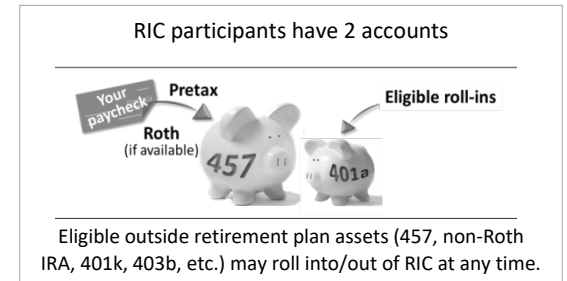 RIC participants have 2 accounts
Your
paycheck
Pretax
Roth
(if available)
457
Eligible roll-ins
401a
Eligible outside retirement plan assets (457, non-Roth
IRA, 401k, 403b, etc.) may roll into/out of RIC at any time.